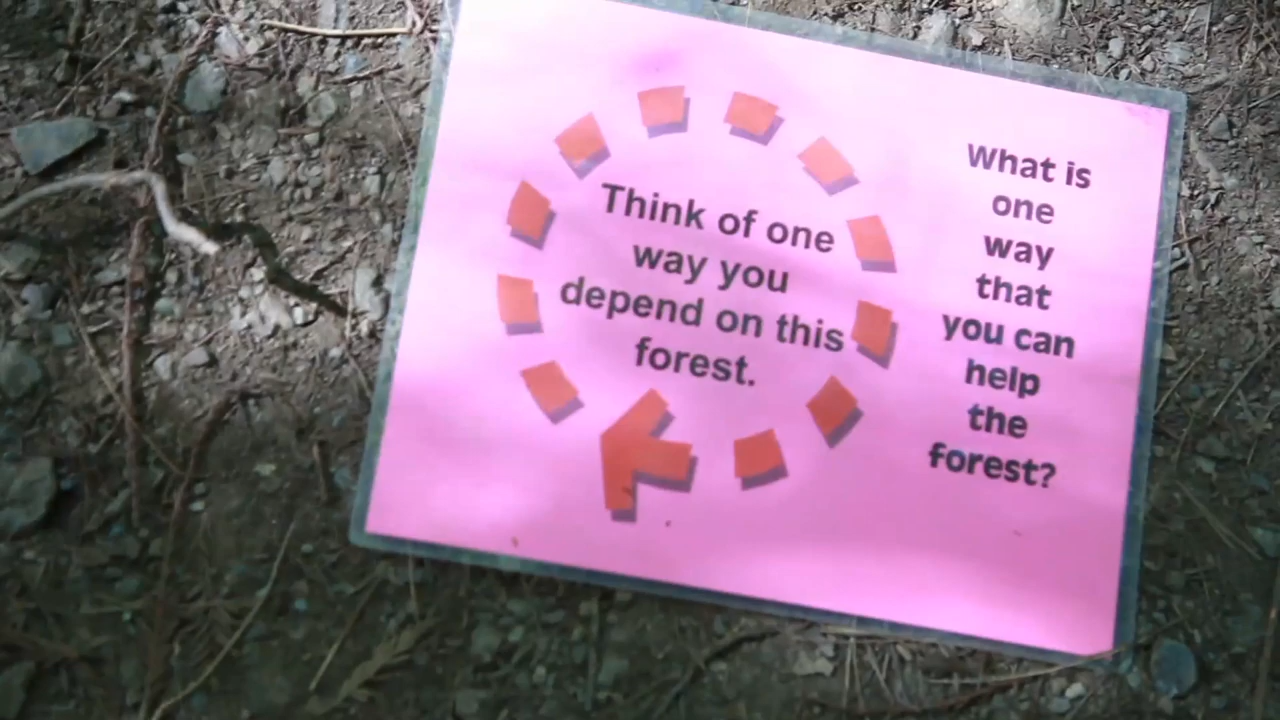 Think of one
way you
depend on this
forest.
What is
one
way
that
you can
help
the
forest?